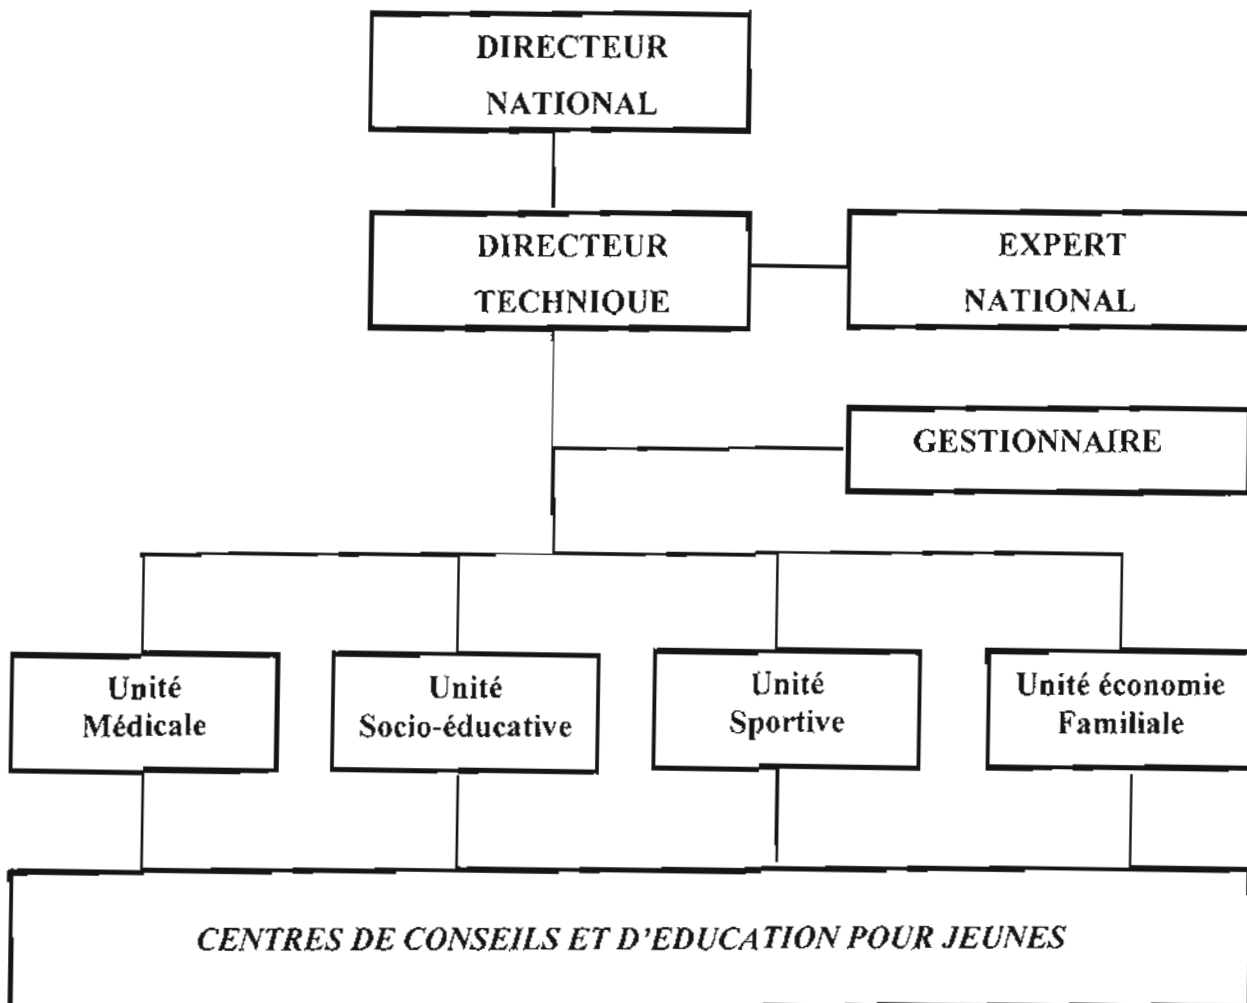 DIRECTEUR
NATIONAL
DIRECTEUR
TECHNIQUE
EXPERT
NATIONAL
GESTIONNAIRE
Unité
Médicale
Unité
Socio-éducative
Unité
Sportive
Unité économie
Familiale
CENTRES DE CONSEILS ET D'EDUCATION POUR JEUNES